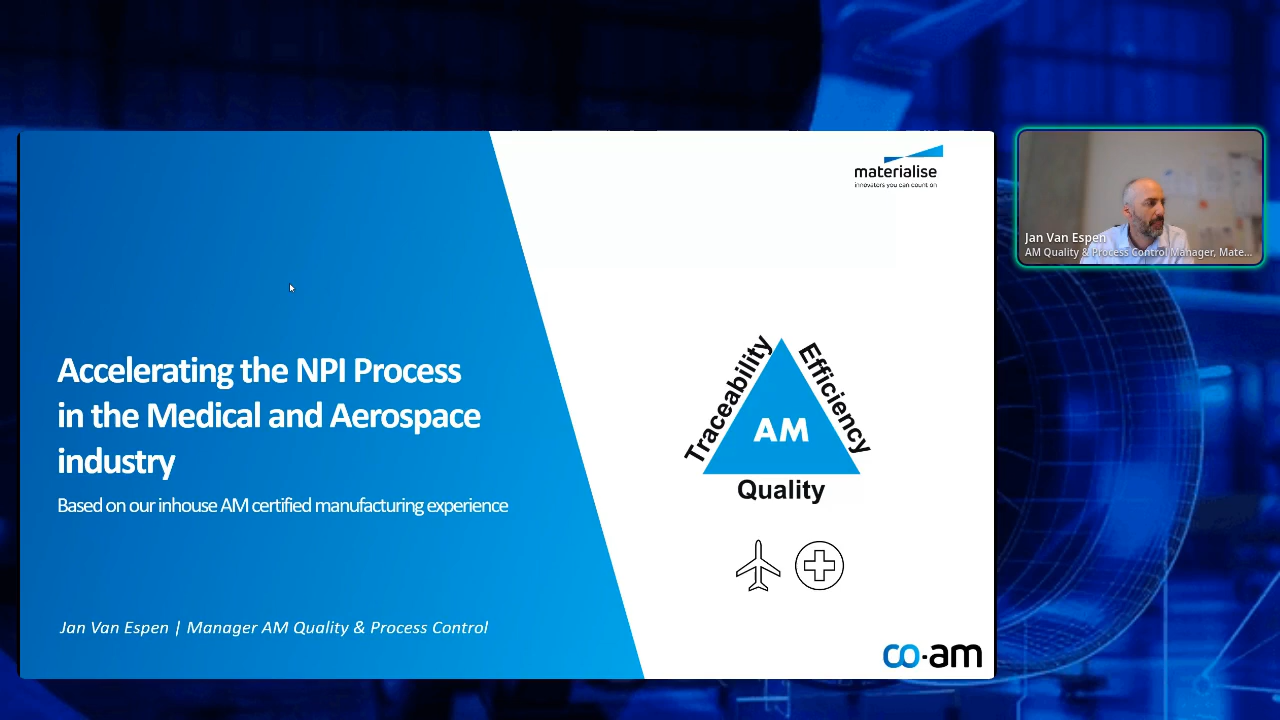 materialise
innovators you can count on
Accelerating the NPI Process
in the Medical and Aerospace
industry
Based on our inhouse AM certified manufacturing experience
Jan Van Espen | Manager AM Quality & Process Control
Traceability
Efficiency
AM
Quality
co·am
Jan Van Espen
AM Quality & Process Control Manager, Mate...